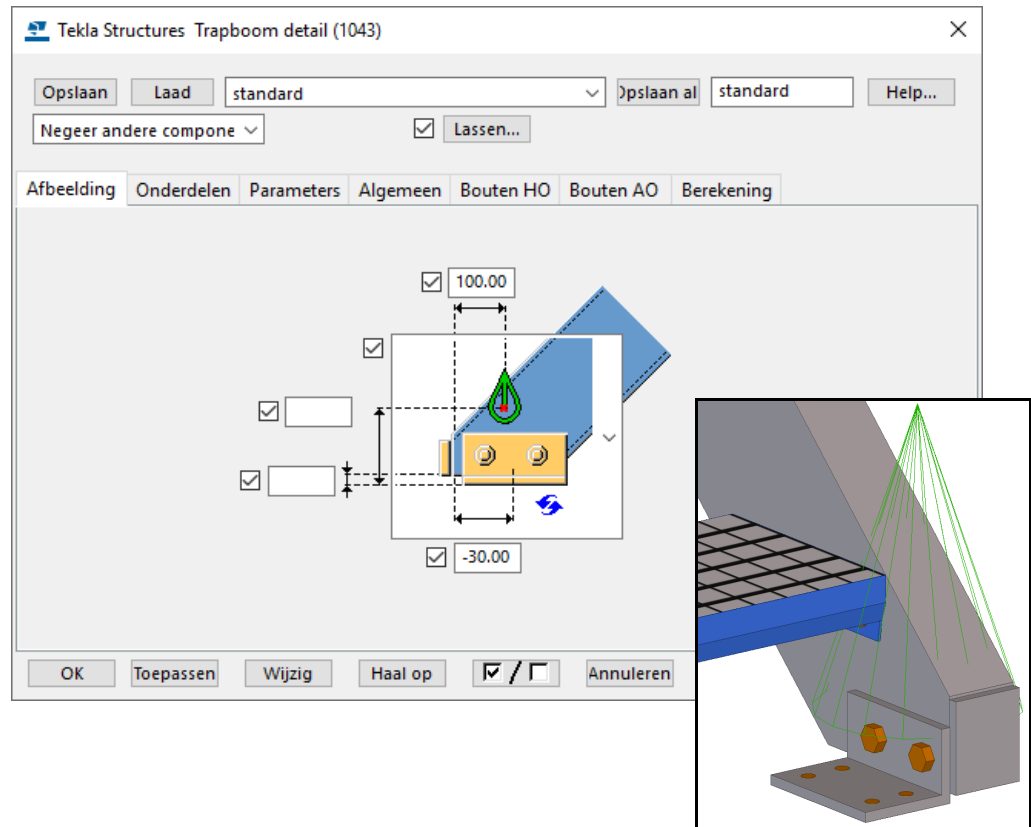 Tekla Structures Trapboom detail (1043)
Opslaan Laad standard Opslaan al standard Help...
Negeer andere compone Lassen...
Afbeelding Onderdelen Parameters Algemeen Bouten HO Bouten AO Berekening
100.00
-30.00
OK Toepassen Wijzig Haal op / Annuleren